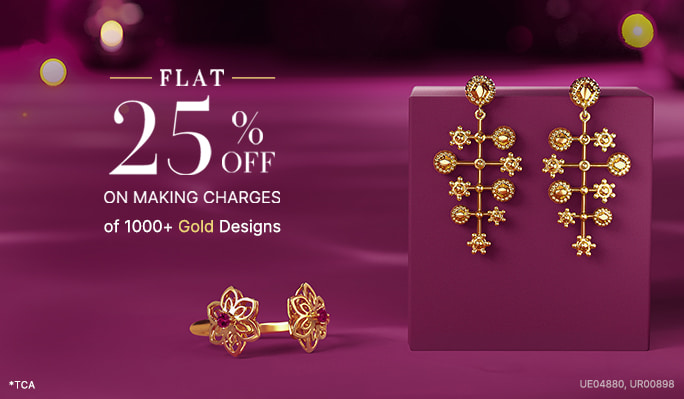 FLAT
25% OFF
ON MAKING CHARGES
of 1000+ Gold Designs
*TCA
UE04880, UR00898